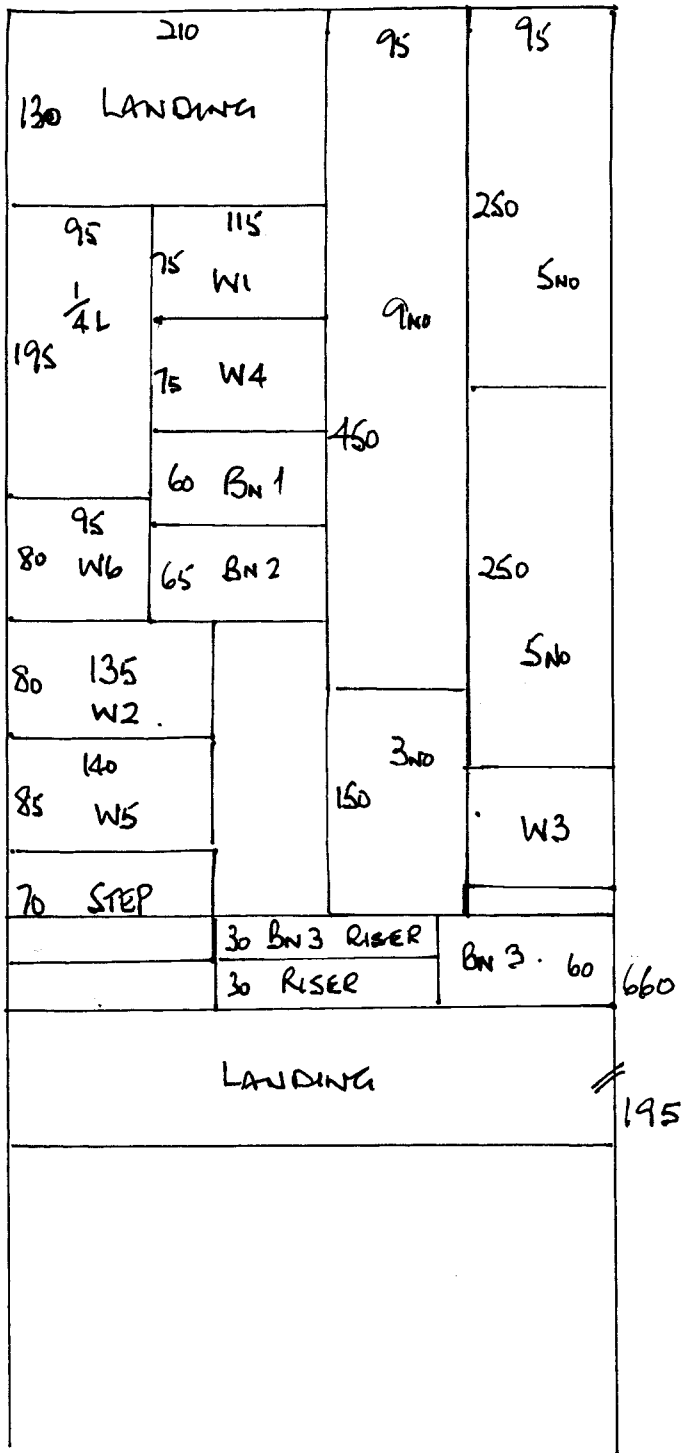 210
95
95
130 LANDING
95
115
250
75
W1
1/4L
5NO
9NO
195
75 W4
450
60 BN 1
95
80 W6
65 BN 2
250
5NO
80 135
W2
140
3NO
85 W5
150
W3
70 STEP
30 BN 3 RISER
BN 3. 60
660
30 RISER
LANDING
195